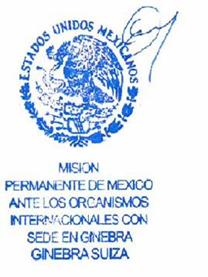 ESTADOS UNIDOS MEXICANOS
MISION
PERMANENTE DE MEXICO
ANTE LOS ORGANISMOS
INTERNACIONALES CON
SEDE EN GINEBRA
GINEBRA SUIZA